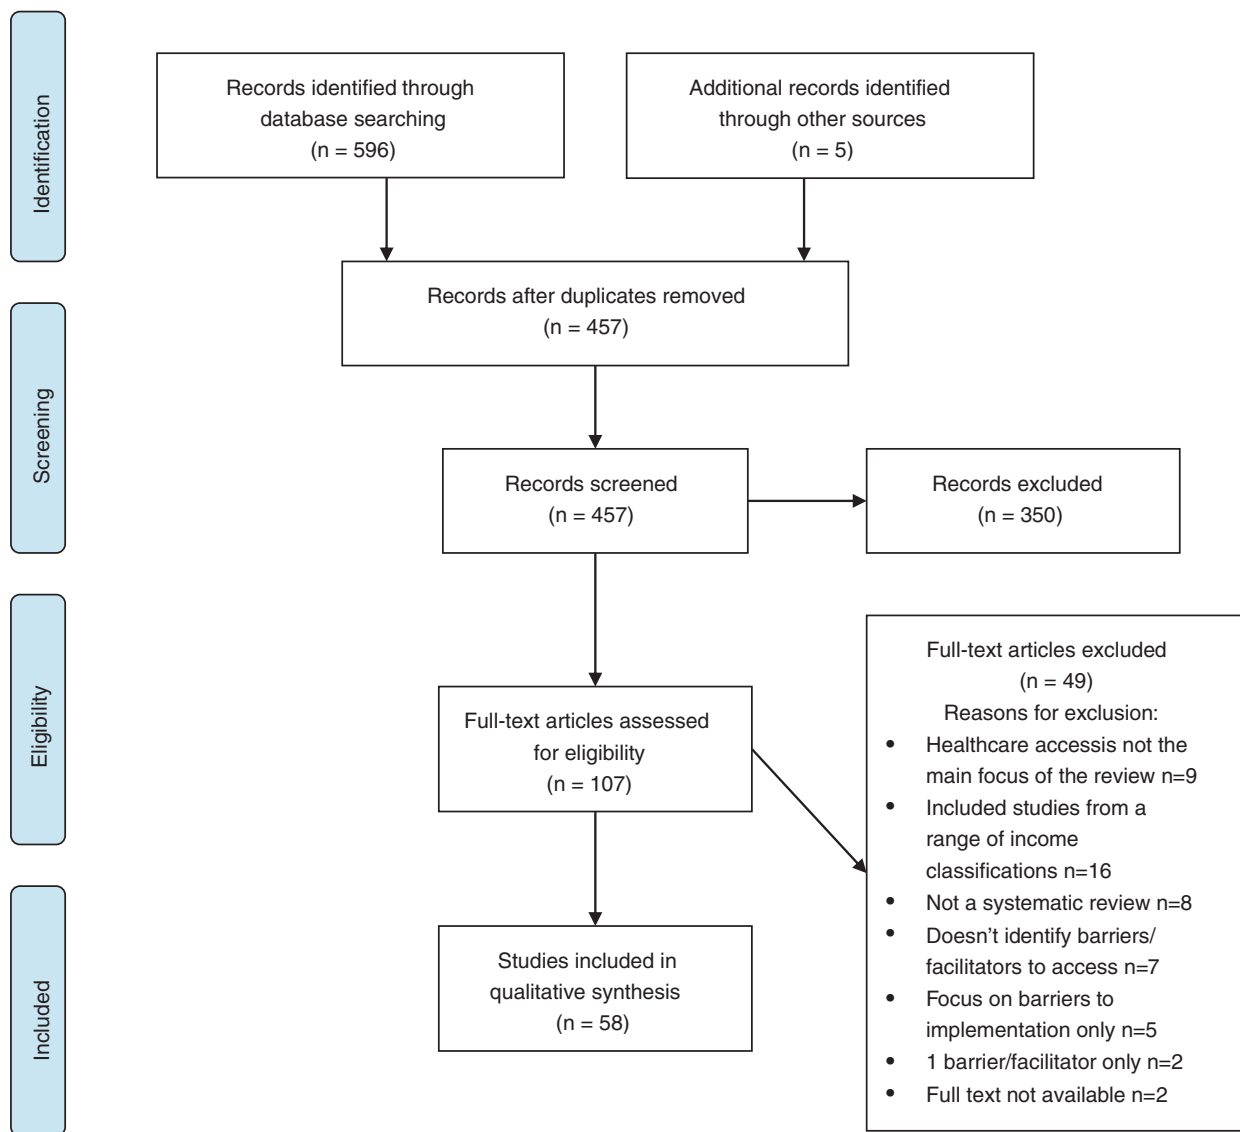 Identification
Records identified through
database searching
(n = 596)
Additional records identified
through other sources
(n = 5)
Records after duplicates removed
(n = 457)
Screening
Records screened
(n = 457)
Records excluded
(n = 350)
Eligibility
Full-text articles assessed
for eligibility
(n = 107)
Full-text articles excluded
(n = 49)
Reasons for exclusion:
• Healthcare accessis not the
main focus of the review n=9
• Included studies from a
range of income
classifications n=16
• Not a systematic review n=8
• Doesn't identify barriers/
facilitators to access n=7
• Focus on barriers to
implementation only n=5
• 1 barrier/facilitator only n=2
• Full text not available n=2
Included
Studies included in
qualitative synthesis
(n = 58)